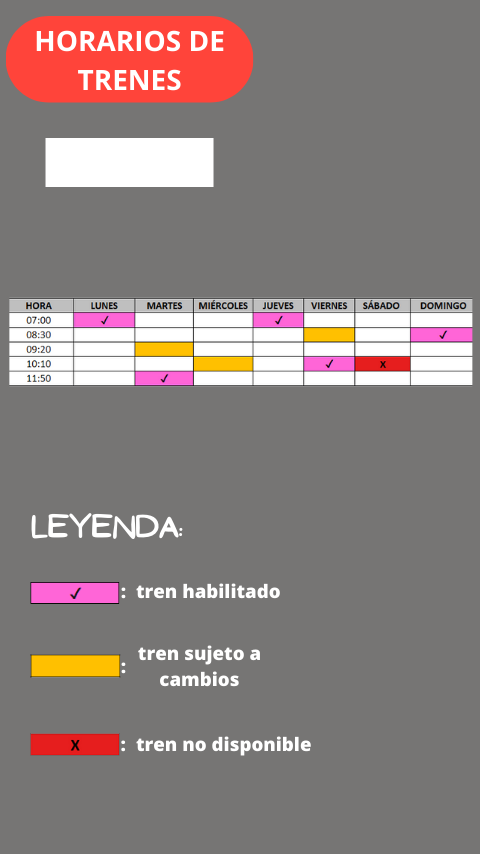 HORARIOS DE
TRENES
HORA LUNES MARTES MIÉRCOLES JUEVES VIERNES SÁBADO DOMINGO
07:00 ✓ ✓
08:30 ✓
09:20
10:10 ✓ X
11:50 ✓
LEYENDA:
✓ : tren habilitado
: tren sujeto a
cambios
X : tren no disponible